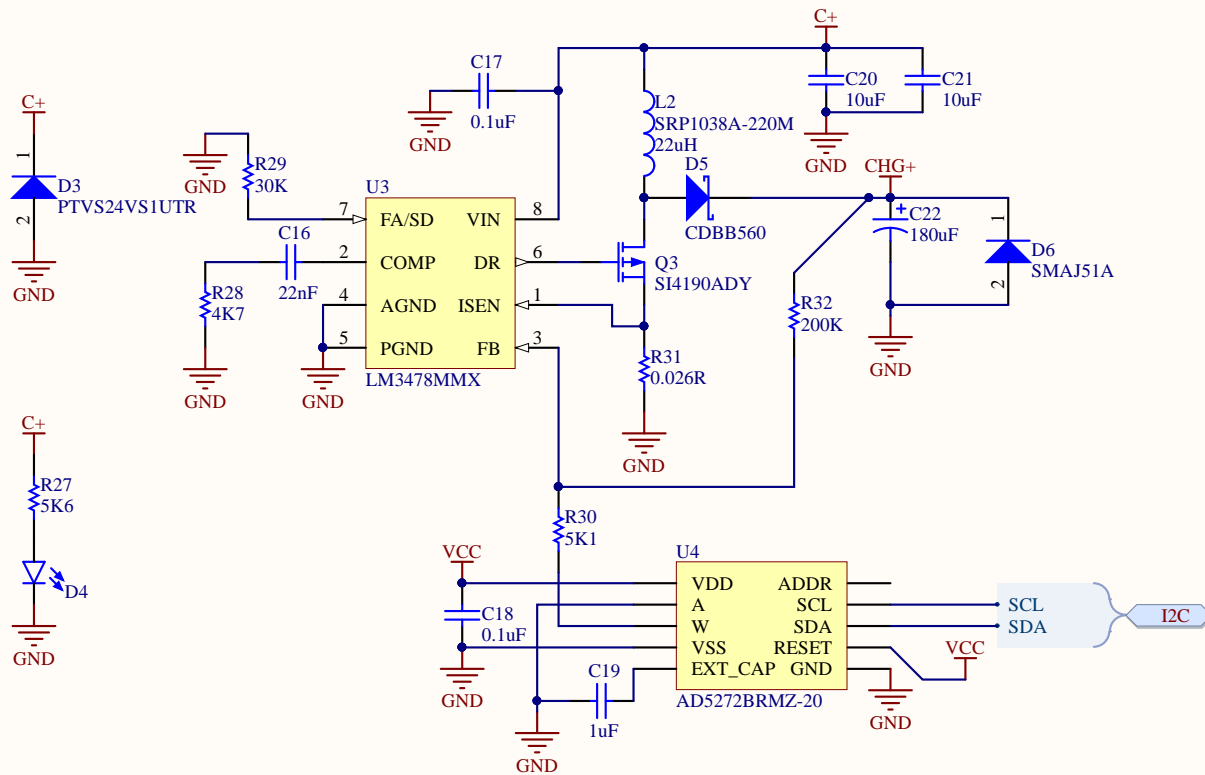 C+
C17
0.1uF
GND
L2
SRP1038A-220M
22uH
C20
10uF
C21
10uF
GND
C+
1
D3
PTVS24VS1UTR
2
GND
GND
R29
30K
C16
22nF
R28
4K7
GND
U3
7
FA/SD
VIN
8
2
COMP
DR
6
4
AGND
ISEN
1
5
PGND
FB
3
LM3478MMX
GND
D5
CDBB560
Q3
SI4190ADY
R31
0.026R
GND
CHG+
+
C22
180uF
GND
1
D6
SMAJ51A
2
R32
200K
C+
R27
5K6
D4
GND
R30
5K1
VCC
C18
0.1uF
GND
C19
1uF
GND
U4
VDD
ADDR
A
SCL
W
SDA
VSS
RESET
EXT_CAP
GND
AD5272BRMZ-20
GND
VCC
SCL
SDA
I2C